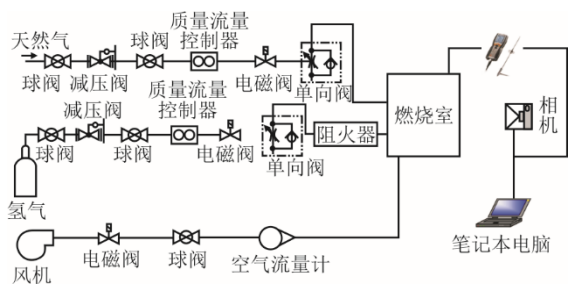 天然气
球阀
减压阀
球阀
质量流量
控制器
电磁阀
单向阀
球阀
减压阀
球阀
质量流量
控制器
电磁阀
单向阀
阻火器
燃烧室
相
机
氢气
风机
电磁阀
球阀
空气流量计
笔记本电脑